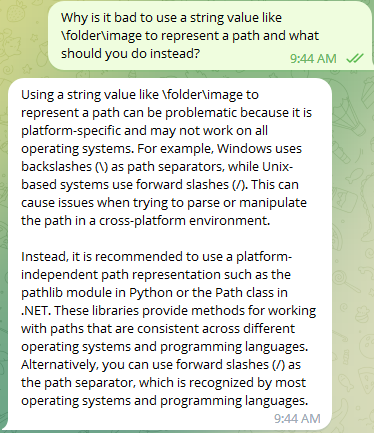 Why is it bad to use a string value like
\folder\image to represent a path and what
should you do instead?
9:44 AM
Using a string value like \folder\image to
represent a path can be problematic because it is
platform-specific and may not work on all
operating systems. For example, Windows uses
backslashes (\) as path separators, while Unix-
based systems use forward slashes (/). This can
cause issues when trying to parse or manipulate
the path in a cross-platform environment.
Instead, it is recommended to use a platform-
independent path representation such as the
pathlib module in Python or the Path class in
.NET. These libraries provide methods for working
with paths that are consistent across different
operating systems and programming languages.
Alternatively, you can use forward slashes (/) as
the path separator, which is recognized by most
operating systems and programming languages.
9:44 AM